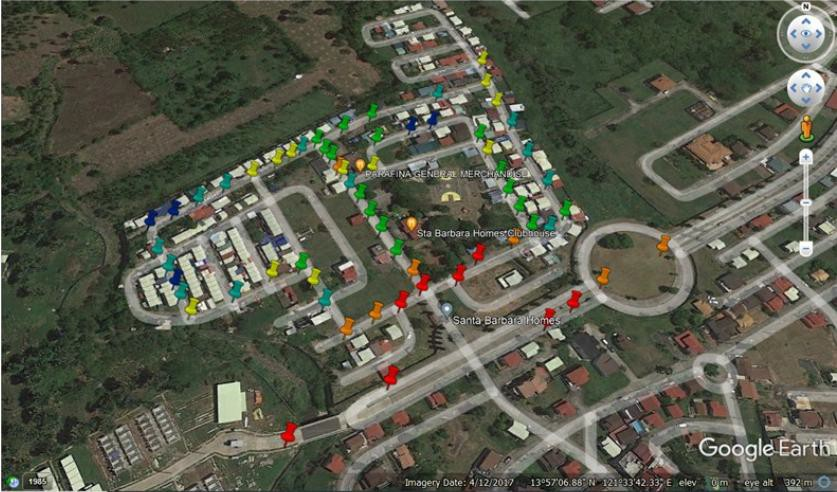 N
PARAFINA GENERAL MERCHANDISE
Sta Barbara Homes Clubhouse
Santa Barbara Homes
Google Earth
1985
Imagery Date: 4/12/2017 13°57'06.88" N 121°33'42.33" E elev 0 m eye alt 392 m